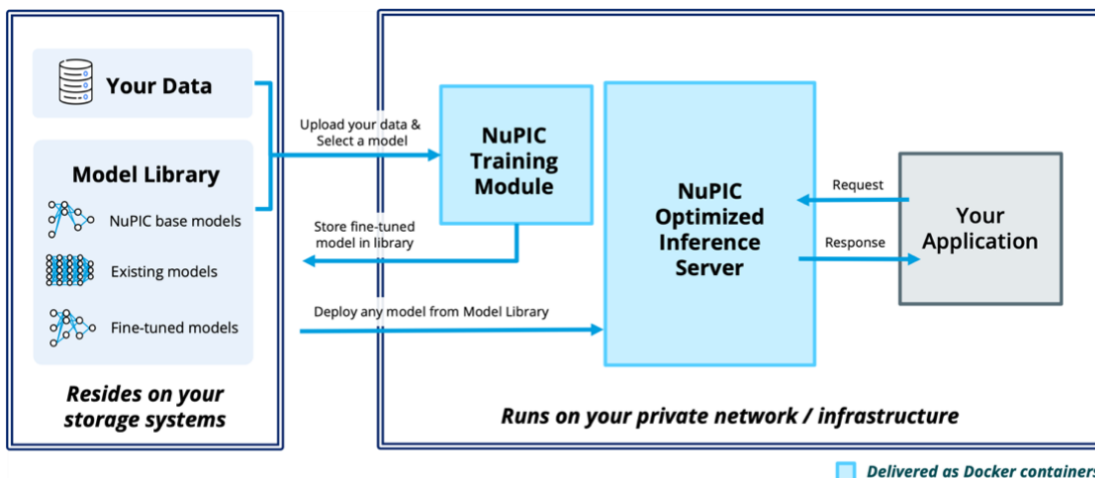 Your Data
Model Library
NuPIC base models
Existing models
Fine-tuned models
Resides on your
storage systems
Upload your data &
Select a model
Store fine-tuned
model in library
Deploy any model from Model Library
NuPIC
Training
Module
NuPIC
Optimized
Inference
Server
Request
Response
Your
Application
Runs on your private network / infrastructure
Delivered as Docker containers